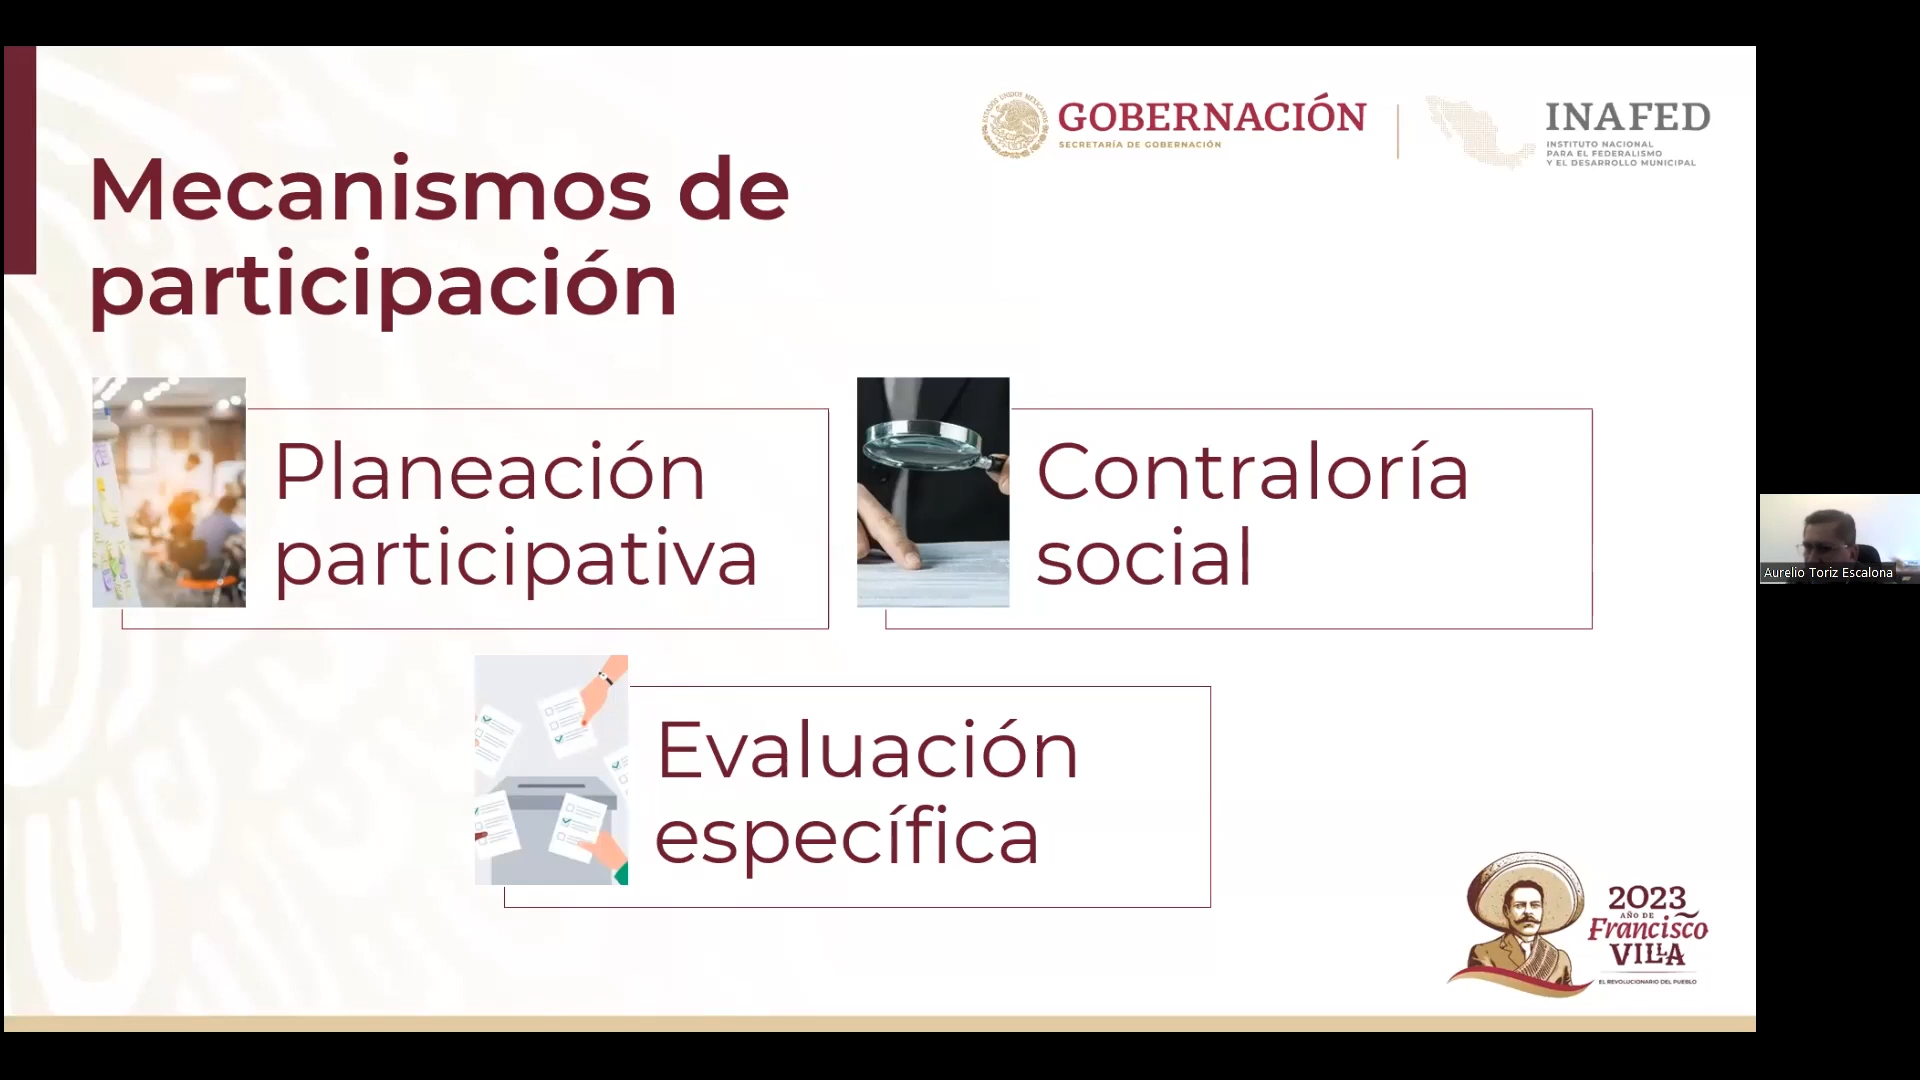 GOBERNACIÓN
SECRETARÍA DE GOBERNACIÓN
INAFED
INSTITUTO NACIONAL
PARA EL FEDERALISMO
Y EL DESARROLLO MUNICIPAL
Mecanismos de
participación
Planeación
participativa
Contraloría
social
Evaluación
específica
Aurelio Toriz Escalona
2023
AÑO DE
Francisco
VILLA
EL REVOLUCIONARIO DEL PUEBLO